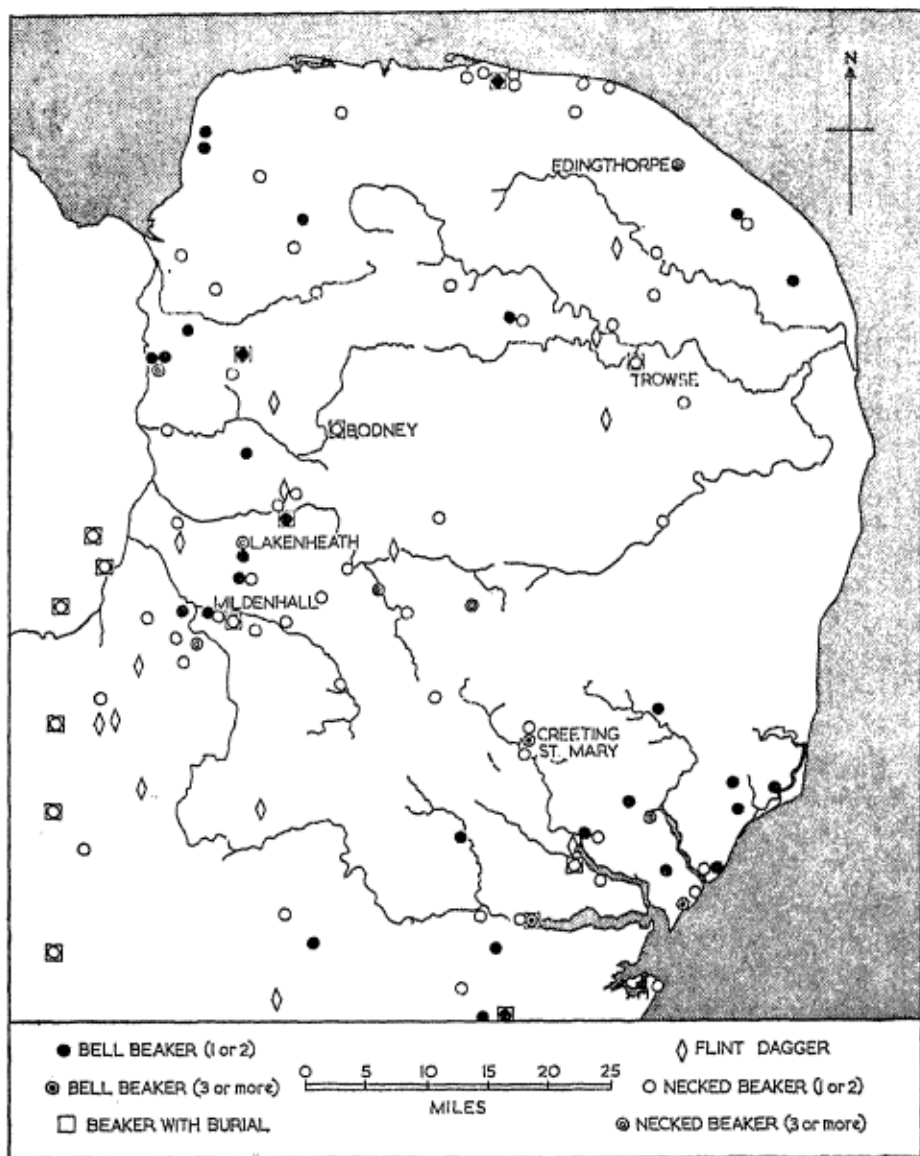 N
EDINGTHORPE
TROWSE
BODNEY
LAKENHEATH
MILDENHALL
CREETING
ST. MARY
BELL BEAKER (1 or 2)
FLINT DAGGER
BELL BEAKER (3 or more)
0 5 10 15 20 25
MILES
NECKED BEAKER (1 or 2)
BEAKER WITH BURIAL
NECKED BEAKER (3 or more)